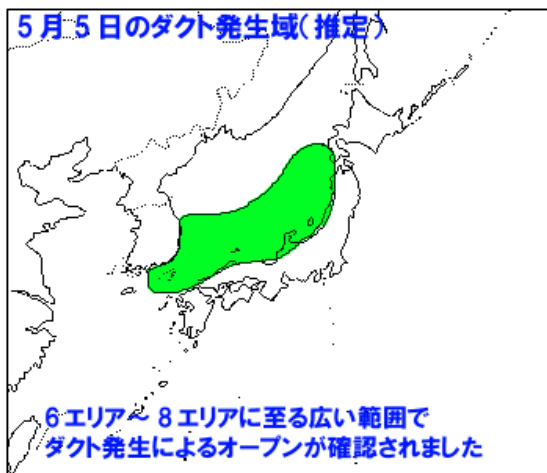 5月5日のダクト発生域(推定)
6エリア～8エリアに至る広い範囲で
ダクト発生によるオープンが確認されました